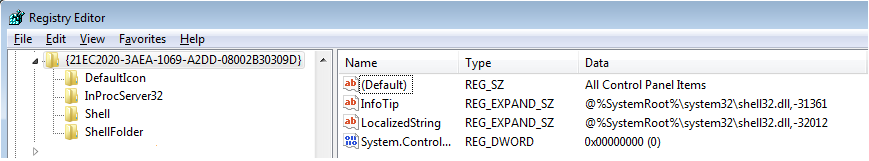 Registry Editor
File Edit View Favorites Help
{21EC2020-3AEA-1069-A2DD-08002B30309D}
DefaultIcon
InProcServer32
Shell
ShellFolder
Name Type Data
(Default) REG_SZ All Control Panel Items
InfoTip REG_EXPAND_SZ @%SystemRoot%\system32\shell32.dll,-31361
LocalizedString REG_EXPAND_SZ @%SystemRoot%\system32\shell32.dll,-32012
System.Control... REG_DWORD 0x00000000 (0)